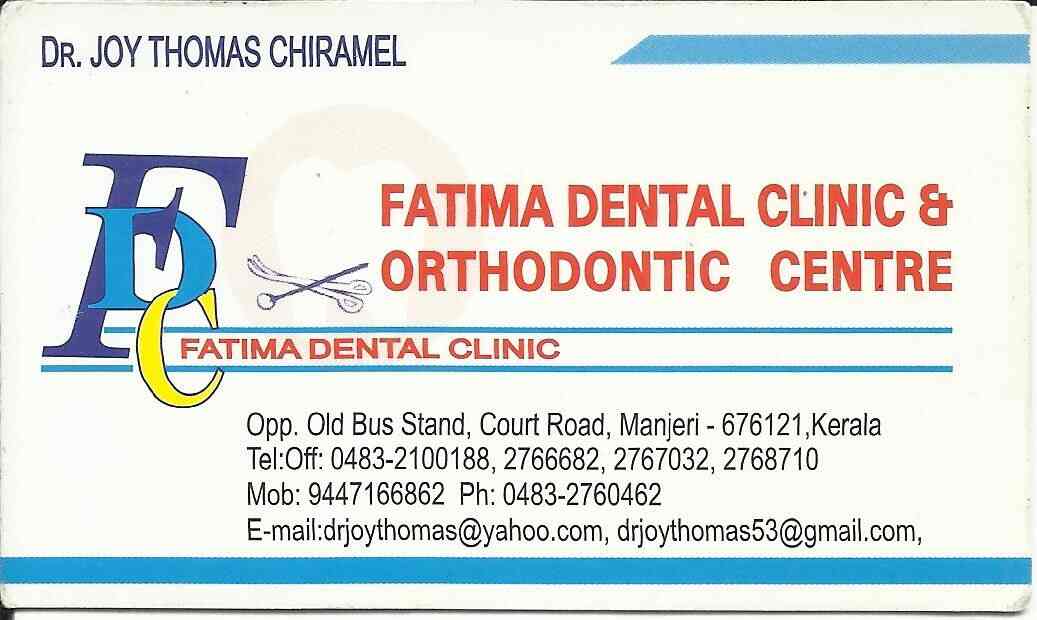 DR. JOY THOMAS CHIRAMEL
FDC
FATIMA DENTAL CLINIC &
ORTHODONTIC CENTRE
FATIMA DENTAL CLINIC
Opp. Old Bus Stand, Court Road, Manjeri - 676121,Kerala
Tel:Off: 0483-2100188, 2766682, 2767032, 2768710
Mob: 9447166862 Ph: 0483-2760462
E-mail:drjoythomas@yahoo.com, drjoythomas53@gmail.com,